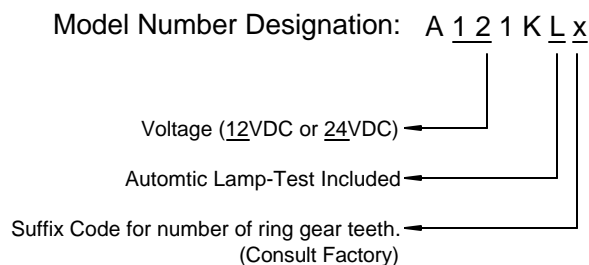 Model Number Designation: A 1 2 1 K L x
Voltage (12VDC or 24VDC)
Automtic Lamp-Test Included
Suffix Code for number of ring gear teeth.
(Consult Factory)